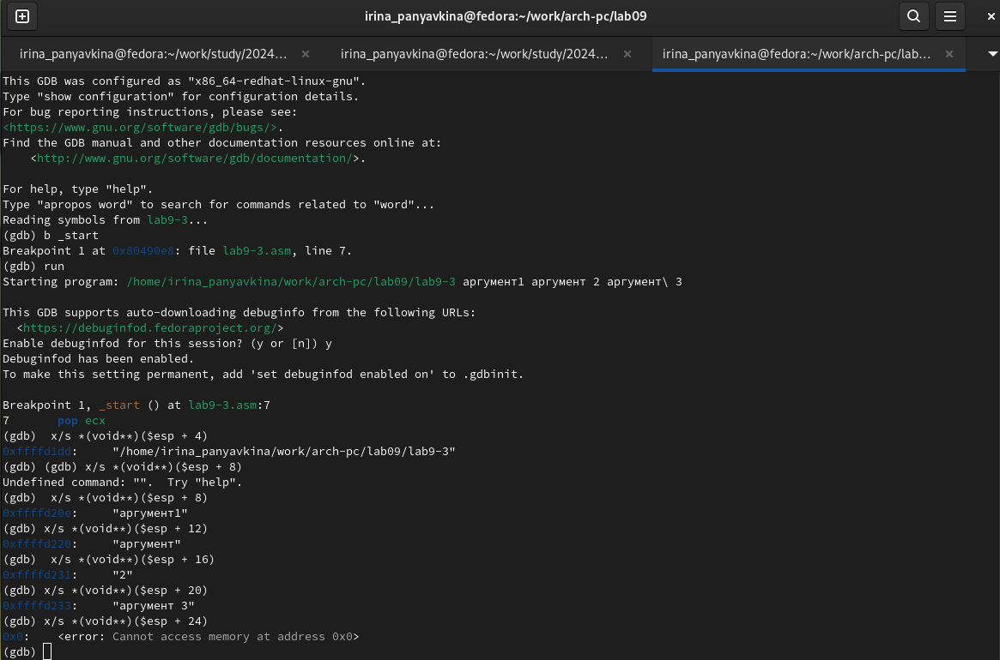 irina_panyavkina@fedora:~/work/arch-pc/lab09
irina_panyavkina@fedora:~/work/study/2024... irina_panyavkina@fedora:~/work/study/2024... irina_panyavkina@fedora:~/work/arch-pc/lab...
This GDB was configured as "x86_64-redhat-linux-gnu".
Type "show configuration" for configuration details.
For bug reporting instructions, please see:
<https://www.gnu.org/software/gdb/bugs/>.
Find the GDB manual and other documentation resources online at:
    <http://www.gnu.org/software/gdb/documentation/>.

For help, type "help".
Type "apropos word" to search for commands related to "word"...
Reading symbols from lab9-3...
(gdb) b _start
Breakpoint 1 at 0x80490e8: file lab9-3.asm, line 7.
(gdb) run
Starting program: /home/irina_panyavkina/work/arch-pc/lab09/lab9-3 аргумент1 аргумент 2 аргумент\ 3

This GDB supports auto-downloading debuginfo from the following URLs:
  <https://debuginfod.fedoraproject.org/>
Enable debuginfod for this session? (y or [n]) y
Debuginfod has been enabled.
To make this setting permanent, add 'set debuginfod enabled on' to .gdbinit.

Breakpoint 1, _start () at lab9-3.asm:7
7       pop ecx
(gdb)  x/s *(void**)($esp + 4)
0xffffd1dd:     "/home/irina_panyavkina/work/arch-pc/lab09/lab9-3"
(gdb) (gdb) x/s *(void**)($esp + 8)
Undefined command: "".  Try "help".
(gdb)  x/s *(void**)($esp + 8)
0xffffd20e:     "аргумент1"
(gdb) x/s *(void**)($esp + 12)
0xffffd220:     "аргумент"
(gdb)  x/s *(void**)($esp + 16)
0xffffd231:     "2"
(gdb) x/s *(void**)($esp + 20)
0xffffd233:     "аргумент 3"
(gdb) x/s *(void**)($esp + 24)
0x0:    <error: Cannot access memory at address 0x0>
(gdb)